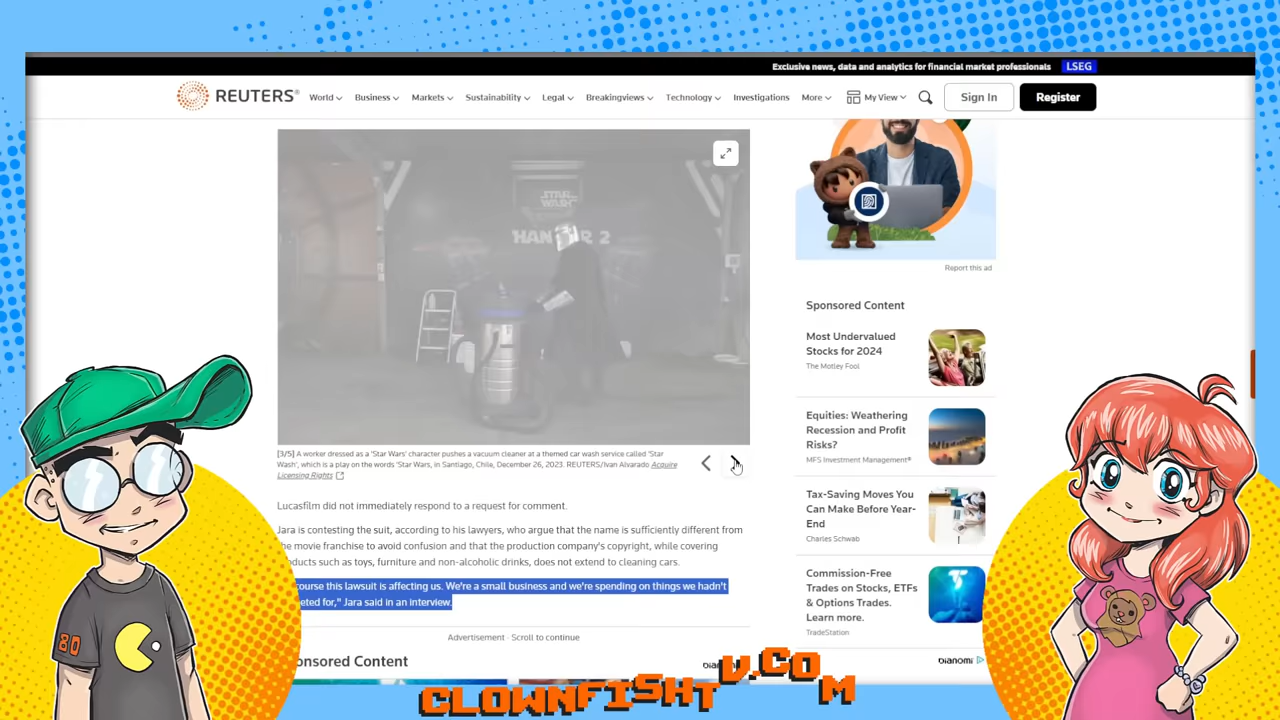 Exclusive news, data and analytics for financial market professionals LSEG
REUTERS®
World Business Markets Sustainability Legal Breakingviews Technology Investigations More My View Sign In Register
STAR
WASH
HAN R 2
[3/5] A worker dressed as a 'Star Wars' character pushes a vacuum cleaner at a themed car wash service called 'Star
Wash', which is a play on the words 'Star Wars, in Santiago, Chile, December 26, 2023. REUTERS/Ivan Alvarado Acquire
Licensing Rights
Lucasfilm did not immediately respond to a request for comment.
Jara is contesting the suit, according to his lawyers, who argue that the name is sufficiently different from
he movie franchise to avoid confusion and that the production company's copyright, while covering
oducts such as toys, furniture and non-alcoholic drinks, does not extend to cleaning cars.
course this lawsuit is affecting us. We're a small business and we're spending on things we hadn't
eted for," Jara said in an interview.
Advertisement · Scroll to continue
onsored Content
Report this ad
Sponsored Content
Most Undervalued
Stocks for 2024
The Motley Fool
Equities: Weathering
Recession and Profit
Risks?
MFS Investment Management®
Tax-Saving Moves You
Can Make Before Year-
End
Charles Schwab
Commission-Free
Trades on Stocks, ETFs
& Options Trades.
Learn more.
TradeStation
DIANOMI
80
CLOWNFISHTV.COM